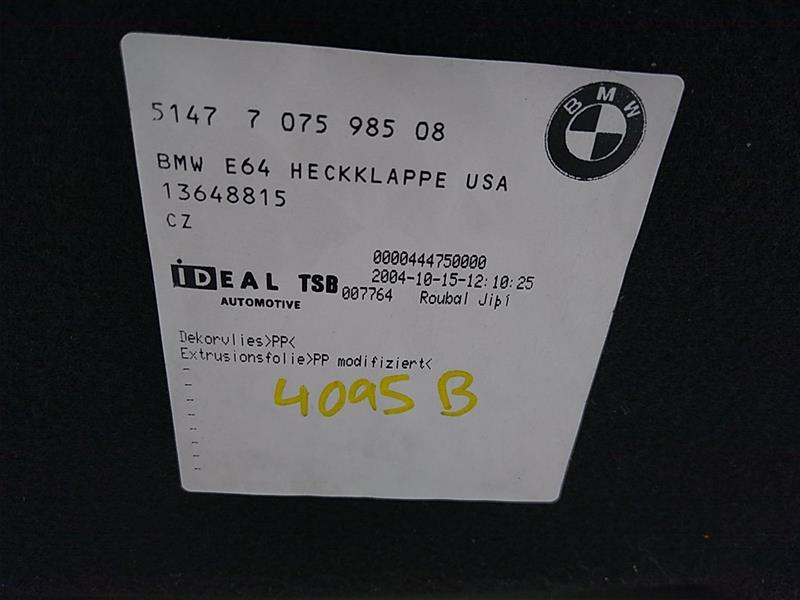 BMW
5147 7 075 985 08
BMW E64 HECKKLAPPE USA
13648815
CZ
0000444750000
iDEAL TSB 2004-10-15-12:10:25
AUTOMOTIVE 007764 Roubal Jiþí
Dekorvlies>PP<
Extrusionsfolie>PP modifiziert<
-
-
-
-
-
-
-
4095 B